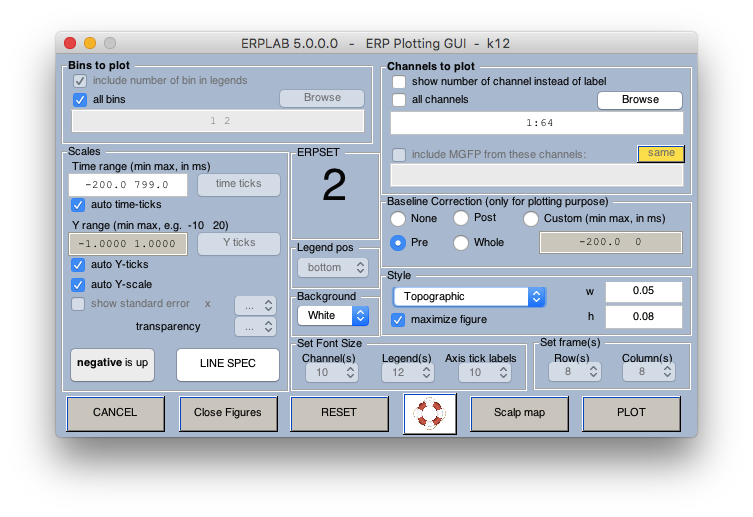 ERPLAB 5.0.0.0 - ERP Plotting GUI - k12
Bins to plot
include number of bin in legends
all bins
Browse
1 2
Channels to plot
show number of channel instead of label
all channels
Browse
1:64
include MGFP from these channels:
same
Scales
Time range (min max, in ms)
-200.0 799.0
time ticks
auto time-ticks
Y range (min max, e.g. -10 20)
-1.0000 1.0000
Y ticks
auto Y-ticks
auto Y-scale
show standard error x
...
transparency
...
negative is up
LINE SPEC
ERPSET
2
Legend pos
bottom
Background
White
Baseline Correction (only for plotting purpose)
None
Post
Custom (min max, in ms)
Pre
Whole
-200.0 0
Style
Topographic
w
0.05
maximize figure
h
0.08
Set Font Size
Channel(s)
Legend(s)
Axis tick labels
10
12
10
Set frame(s)
Row(s)
Column(s)
8
8
CANCEL
Close Figures
RESET
Scalp map
PLOT